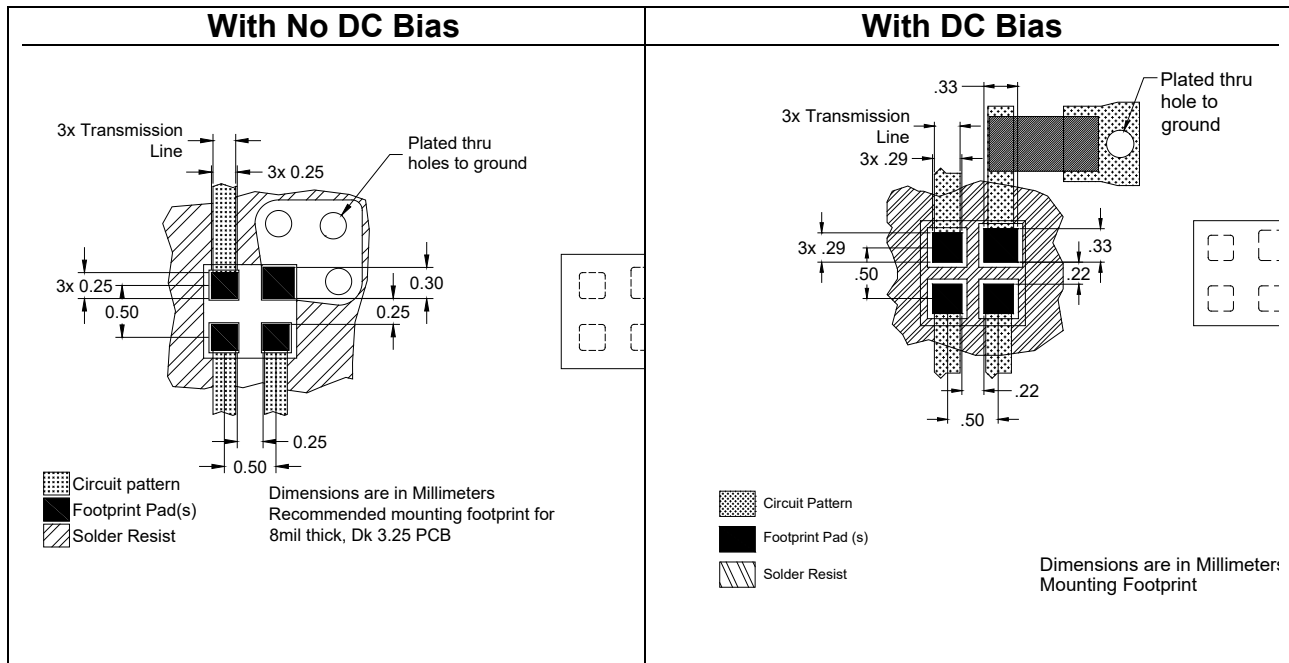 With No DC Bias
3x Transmission
Line
3x 0.25
Plated thru
holes to ground
3x 0.25
0.50
0.30
0.25
0.25
0.50
Circuit pattern
Footprint Pad(s)
Solder Resist
Dimensions are in Millimeters
Recommended mounting footprint for
8mil thick, Dk 3.25 PCB
With DC Bias
.33
Plated thru
hole to
ground
3x Transmission
Line
3x .29
3x .29
.50
.33
.22
.22
.50
Circuit Pattern
Footprint Pad (s)
Solder Resist
Dimensions are in Millimeters
Mounting Footprint